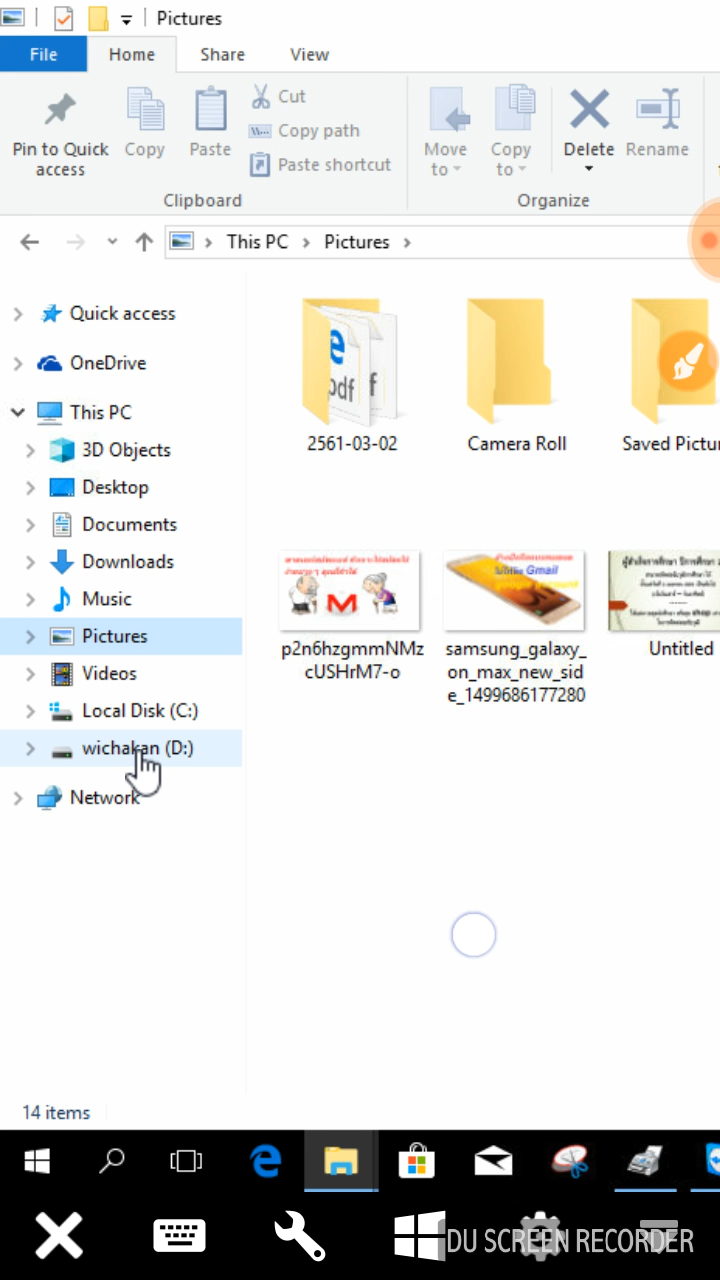 Pictures
File Home Share View
Pin to Quick access
Copy
Paste
Cut
Copy path
Paste shortcut
Move to
Copy to
Delete
Rename
Clipboard
Organize
This PC Pictures
Quick access
OneDrive
This PC
3D Objects
Desktop
Documents
Downloads
Music
Pictures
Videos
Local Disk (C:)
wichakan (D:)
Network
pdf
2561-03-02
Camera Roll
Saved Pictur
Gmail
p2n6hzgmmNMz
cUSHrM7-o
samsung_galaxy_
on_max_new_sid
e_1499686177280
Untitled
14 items
DU SCREEN RECORDER